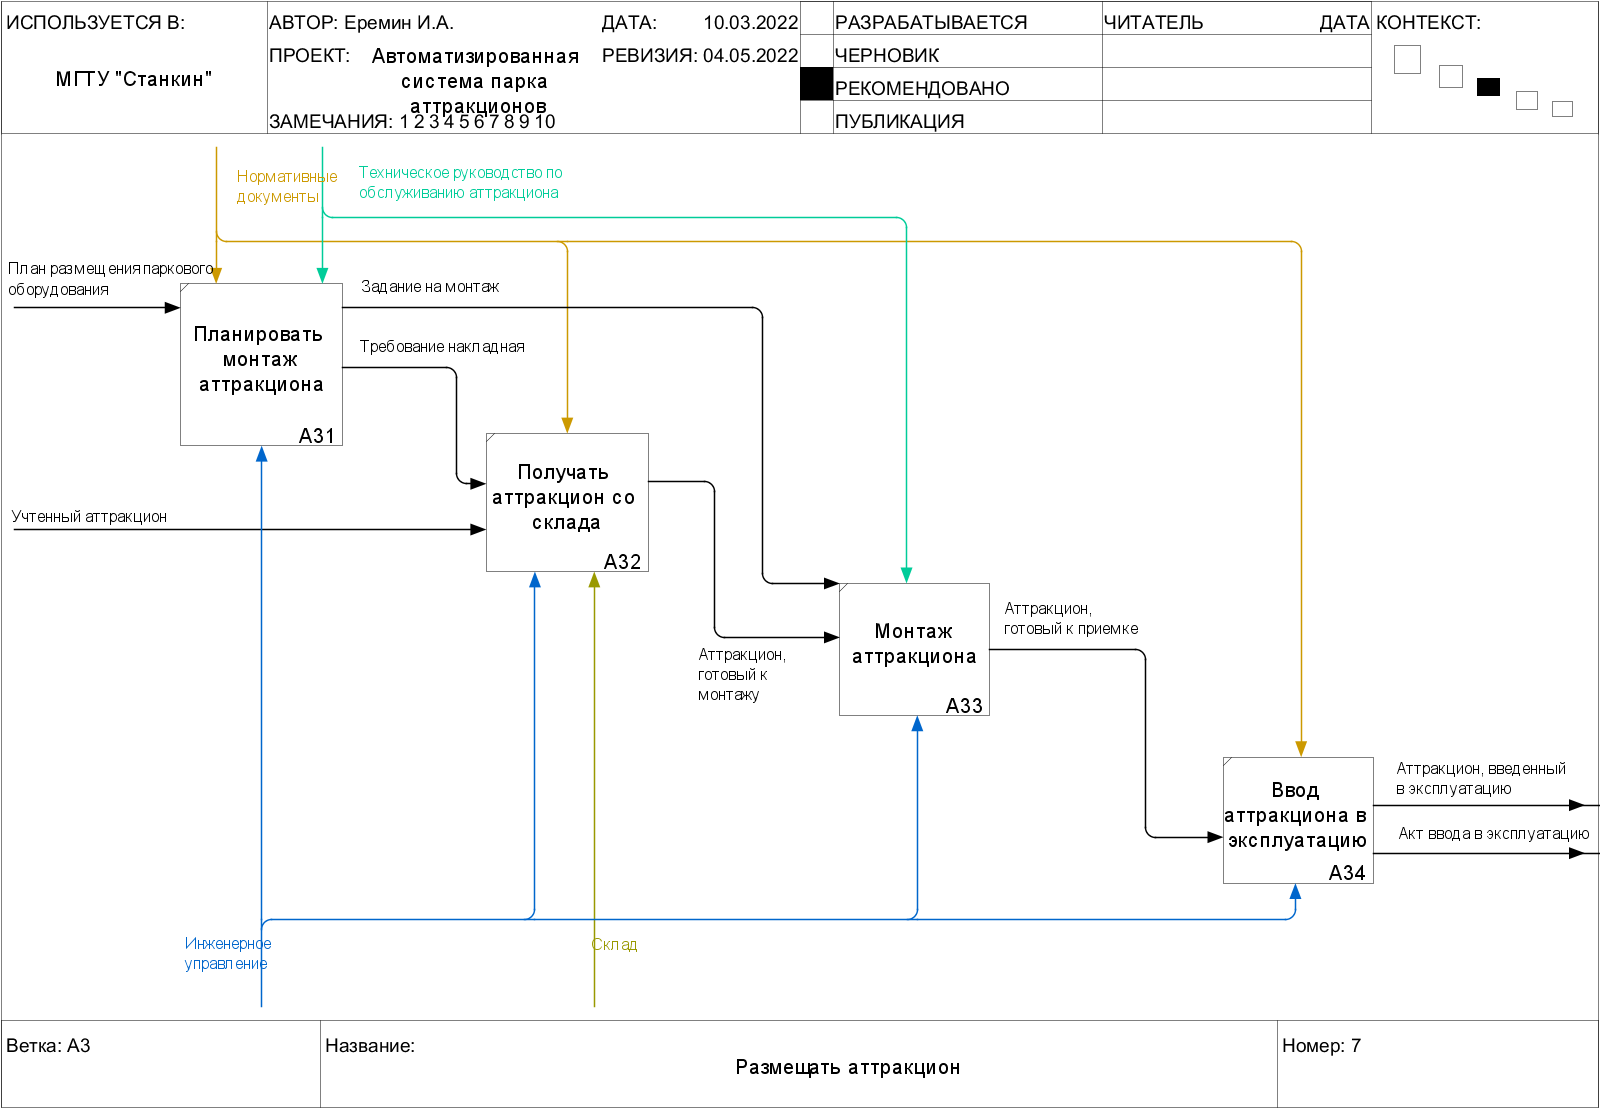 ИСПОЛЬЗУЕТСЯ В:
МГТУ "Станкин"
АВТОР: Еремин И.А.
ДАТА: 10.03.2022
ПРОЕКТ: Автоматизированная
система парка
аттракционов
РЕВИЗИЯ: 04.05.2022
ЗАМЕЧАНИЯ: 1 2 3 4 5 6 7 8 9 10
РАЗРАБАТЫВАЕТСЯ
ЧЕРНОВИК
РЕКОМЕНДОВАНО
ПУБЛИКАЦИЯ
ЧИТАТЕЛЬ ДАТА
КОНТЕКСТ:
Нормативные
документы
Техническое руководство по
обслуживанию аттракциона
План размещения паркового
оборудования
Задание на монтаж
Планировать
монтаж
аттракциона
A31
Требование накладная
Получать
аттракцион со
склада
A32
Учтенный аттракцион
Аттракцион,
готовый к
монтажу
Монтаж
аттракциона
A33
Аттракцион,
готовый к приемке
Ввод
аттракциона в
эксплуатацию
A34
Аттракцион, введенный
в эксплуатацию
Акт ввода в эксплуатацию
Инженерное
управление
Склад
Ветка: A3
Название:
Размещать аттракцион
Номер: 7